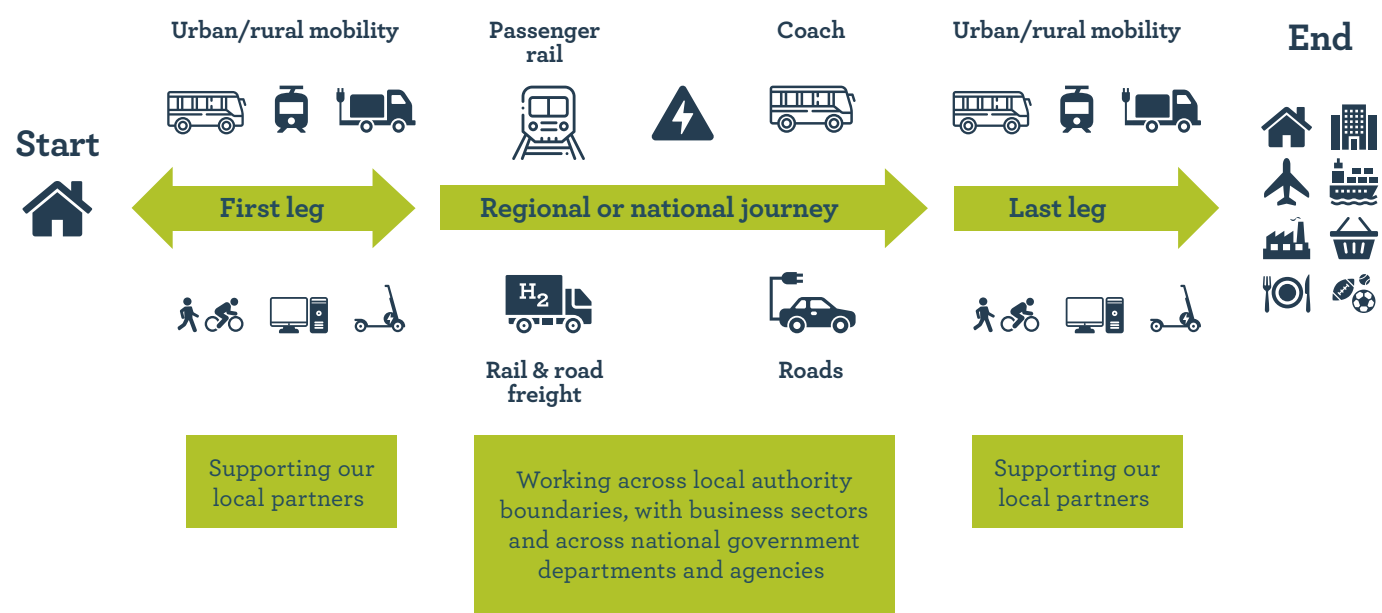 Urban/rural mobility
Passenger
rail
Coach
Urban/rural mobility
End
Start
First leg
Regional or national journey
Last leg
H2
Rail & road
freight
Roads
Supporting our
local partners
Working across local authority
boundaries, with business sectors
and across national government
departments and agencies
Supporting our
local partners